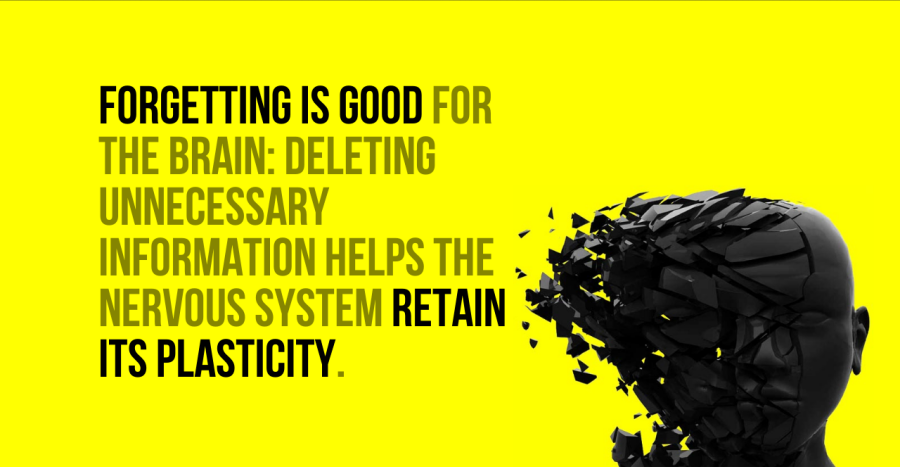 FORGETTING IS GOOD FOR
THE BRAIN: DELETING
UNNECESSARY
INFORMATION HELPS THE
NERVOUS SYSTEM RETAIN
ITS PLASTICITY.